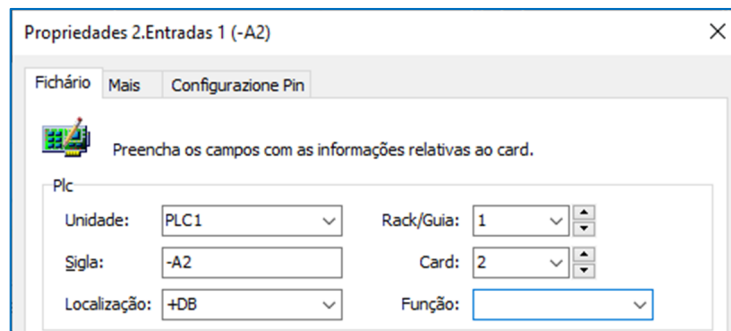 Propriedades 2.Entradas 1 (-A2)
Fichário Mais Configurazione Pin
Preencha os campos com as informações relativas ao card.
Plc
Unidade: PLC1 Rack/Guia: 1
Sigla: -A2 Card: 2
Localização: +DB Função: